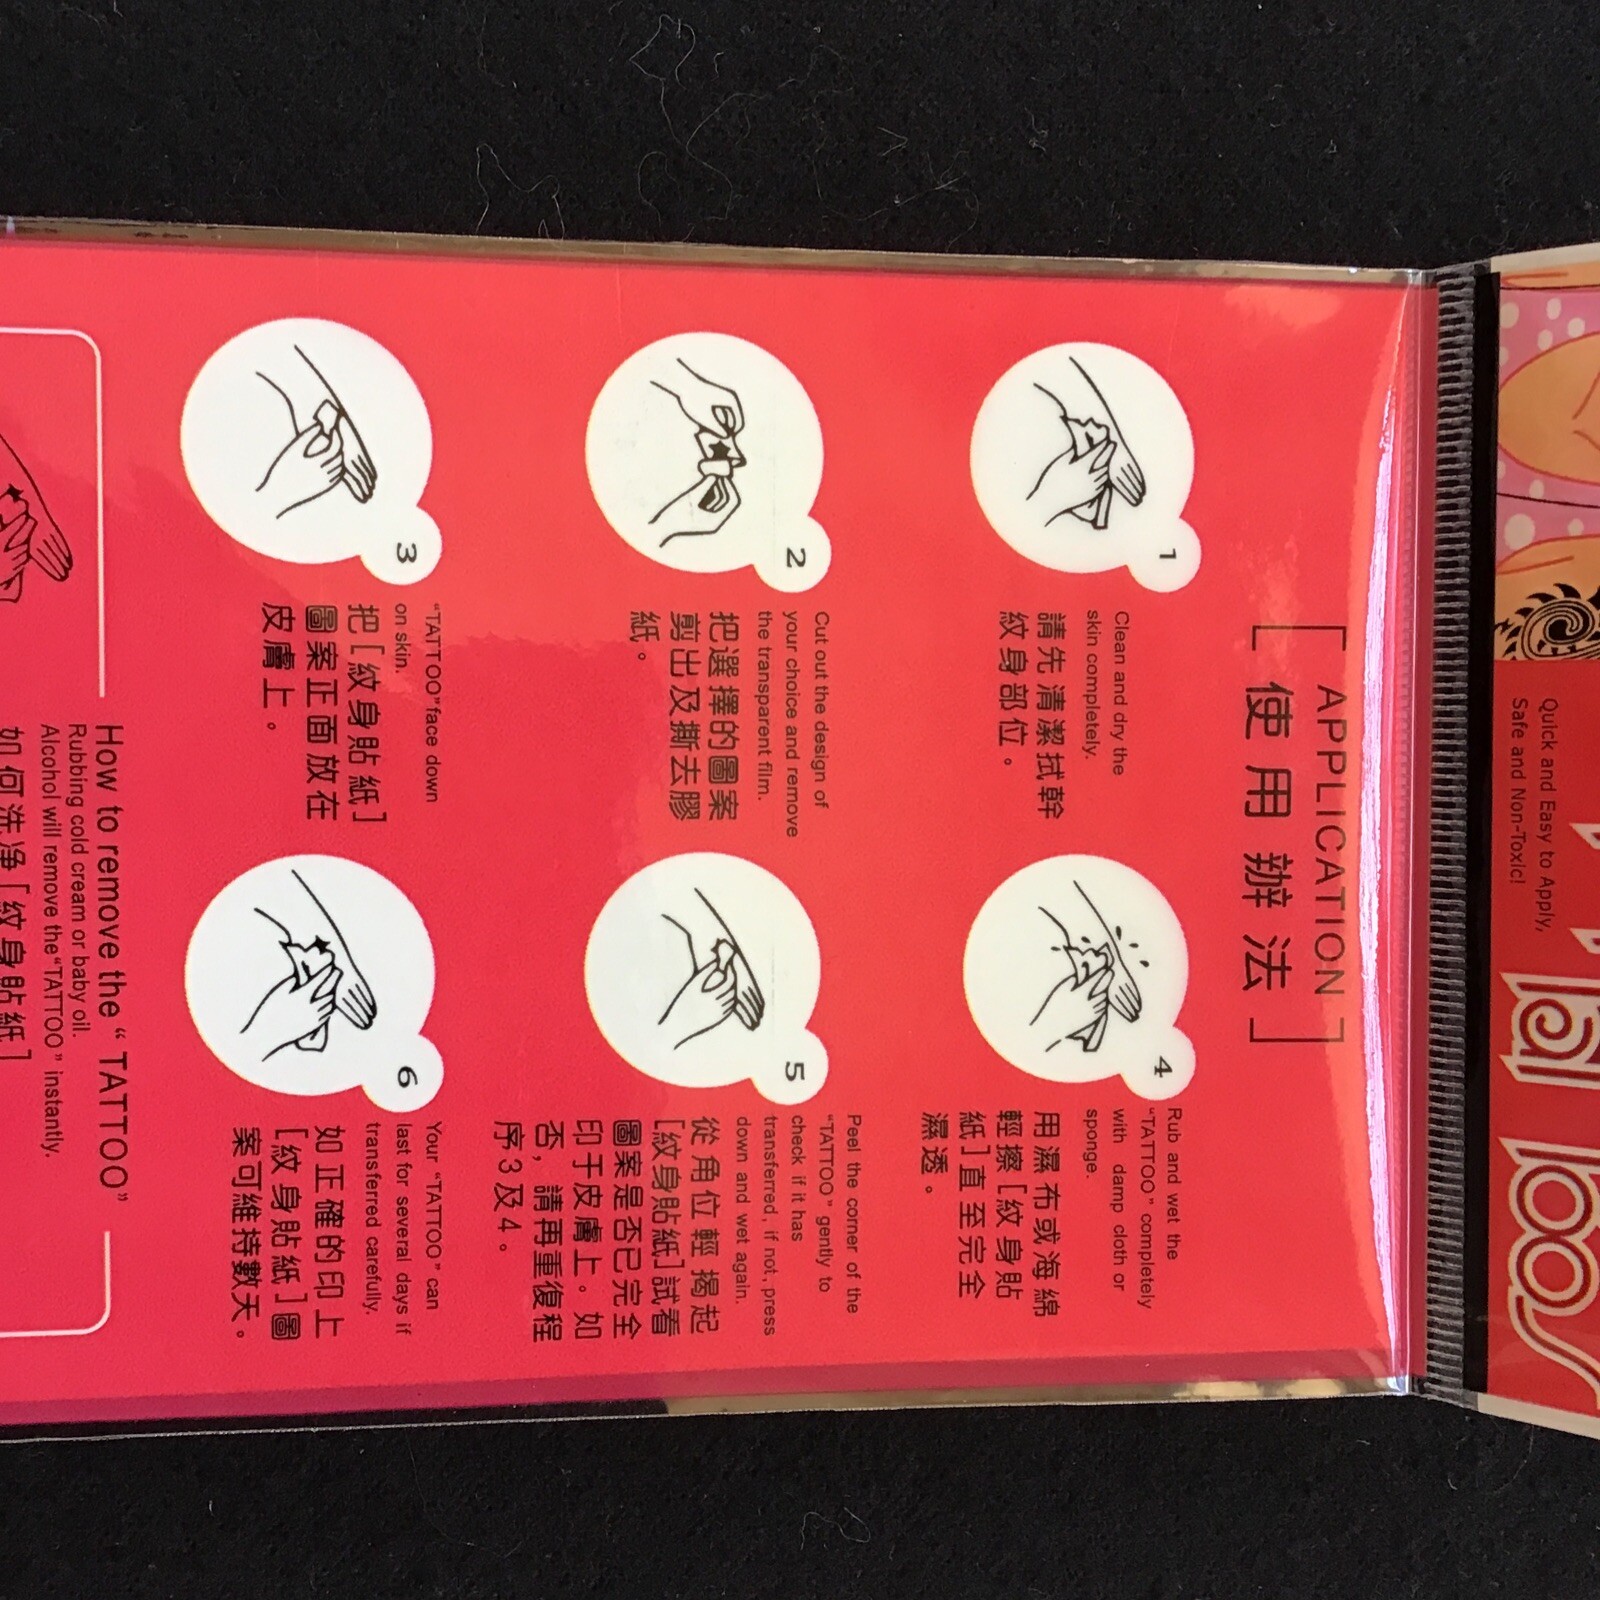 Quick and Easy to Apply,
Safe and Non-Toxic!
[ APPLICATION
使用辦法 ]
1
Clean and dry the
skin completely.
請先清潔拭幹
紋身部位。
2
Cut out the design of
your choice and remove
the transparent film.
把選擇的圖案
剪出及撕去膠
紙。
3
"TATTOO" face down
on skin.
把[紋身貼紙]
圖案正面放在
皮膚上。
4
Rub and wet the
"TATTOO" completely
with damp cloth or
sponge.
用濕布或海綿
輕擦[紋身貼
紙]直至完全
濕透。
5
Peel the corner of the
"TATTOO" gently to
check if it has
transferred, if not, press
down and wet again.
從角位輕揭起
[紋身貼紙]試看
圖案是否已完全
印于皮膚上。如
否，請再重復程
序3及4。
6
Your "TATTOO" can
last for several days if
transferred carefully.
如正確的印上
[紋身貼紙]圖
案可維持數天。
How to remove the "TATTOO"
Rubbing cold cream or baby oil.
Alcohol will remove the "TATTOO" instantly.
如何洗净[紋身貼紙]